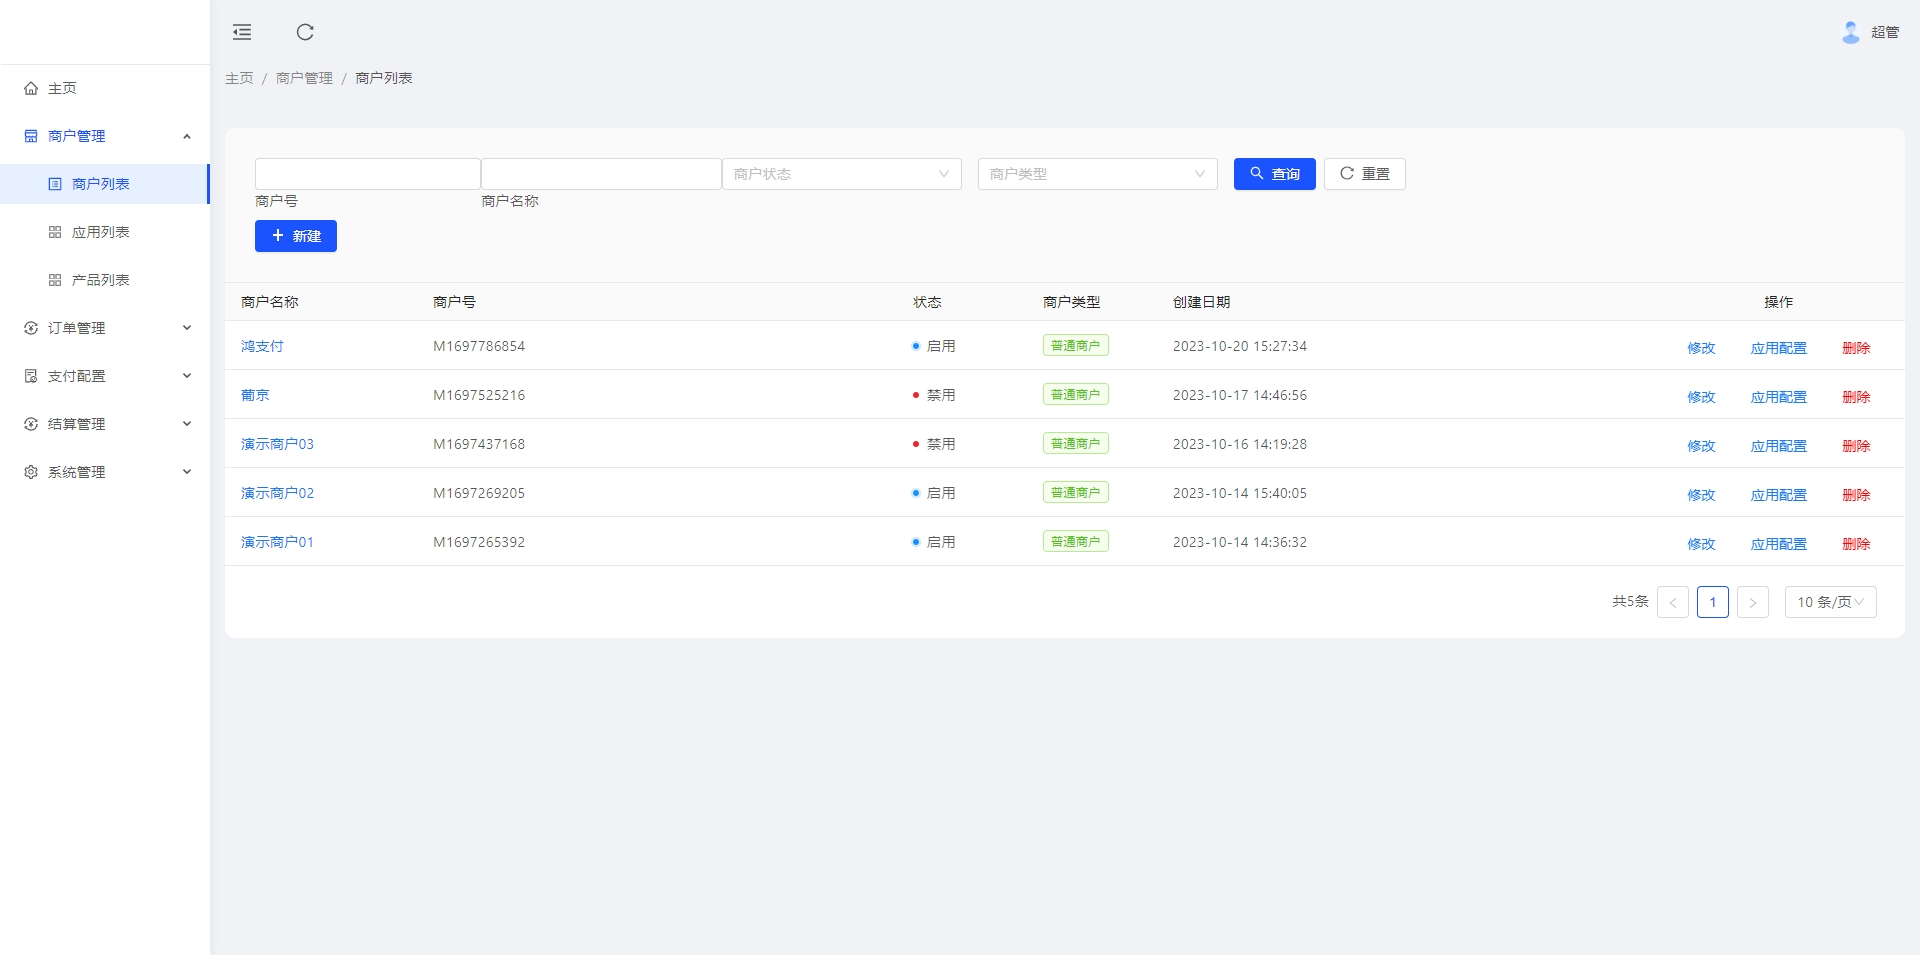 超管
主页 / 商户管理 / 商户列表
主页
商户管理
商户列表
应用列表
产品列表
订单管理
支付配置
结算管理
系统管理
商户状态 商户类型 查询 重置
商户号 商户名称
新建
商户名称 商户号 状态 商户类型 创建日期 操作
鸿支付 M1697786854 启用 普通商户 2023-10-20 15:27:34 修改 应用配置 删除
葡京 M1697525216 禁用 普通商户 2023-10-17 14:46:56 修改 应用配置 删除
演示商户03 M1697437168 禁用 普通商户 2023-10-16 14:19:28 修改 应用配置 删除
演示商户02 M1697269205 启用 普通商户 2023-10-14 15:40:05 修改 应用配置 删除
演示商户01 M1697265392 启用 普通商户 2023-10-14 14:36:32 修改 应用配置 删除
共5条 < 1 > 10 条/页